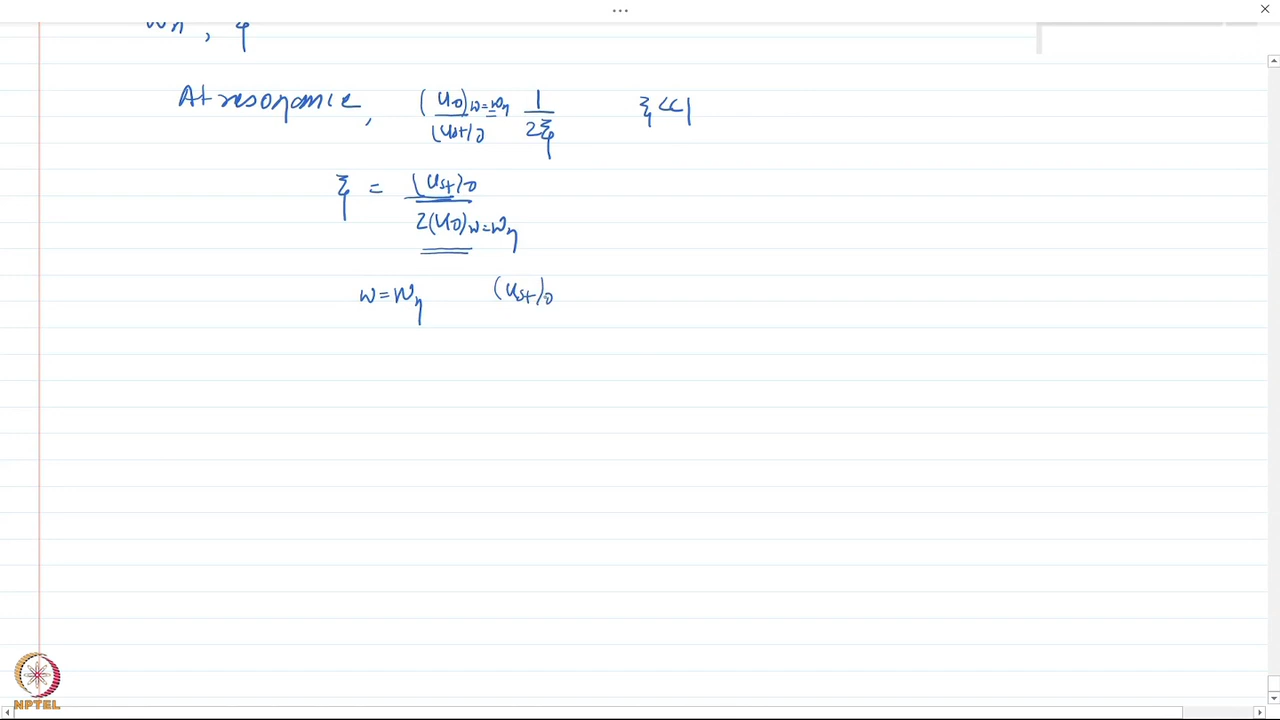 ωn, ξ
At resonance, (u0)ω=ωn / (ust)0 = 1 / 2ξ ξ << 1
ξ = (ust)0 / 2(u0)ω=ωn
ω = ωn (ust)0
NPTEL